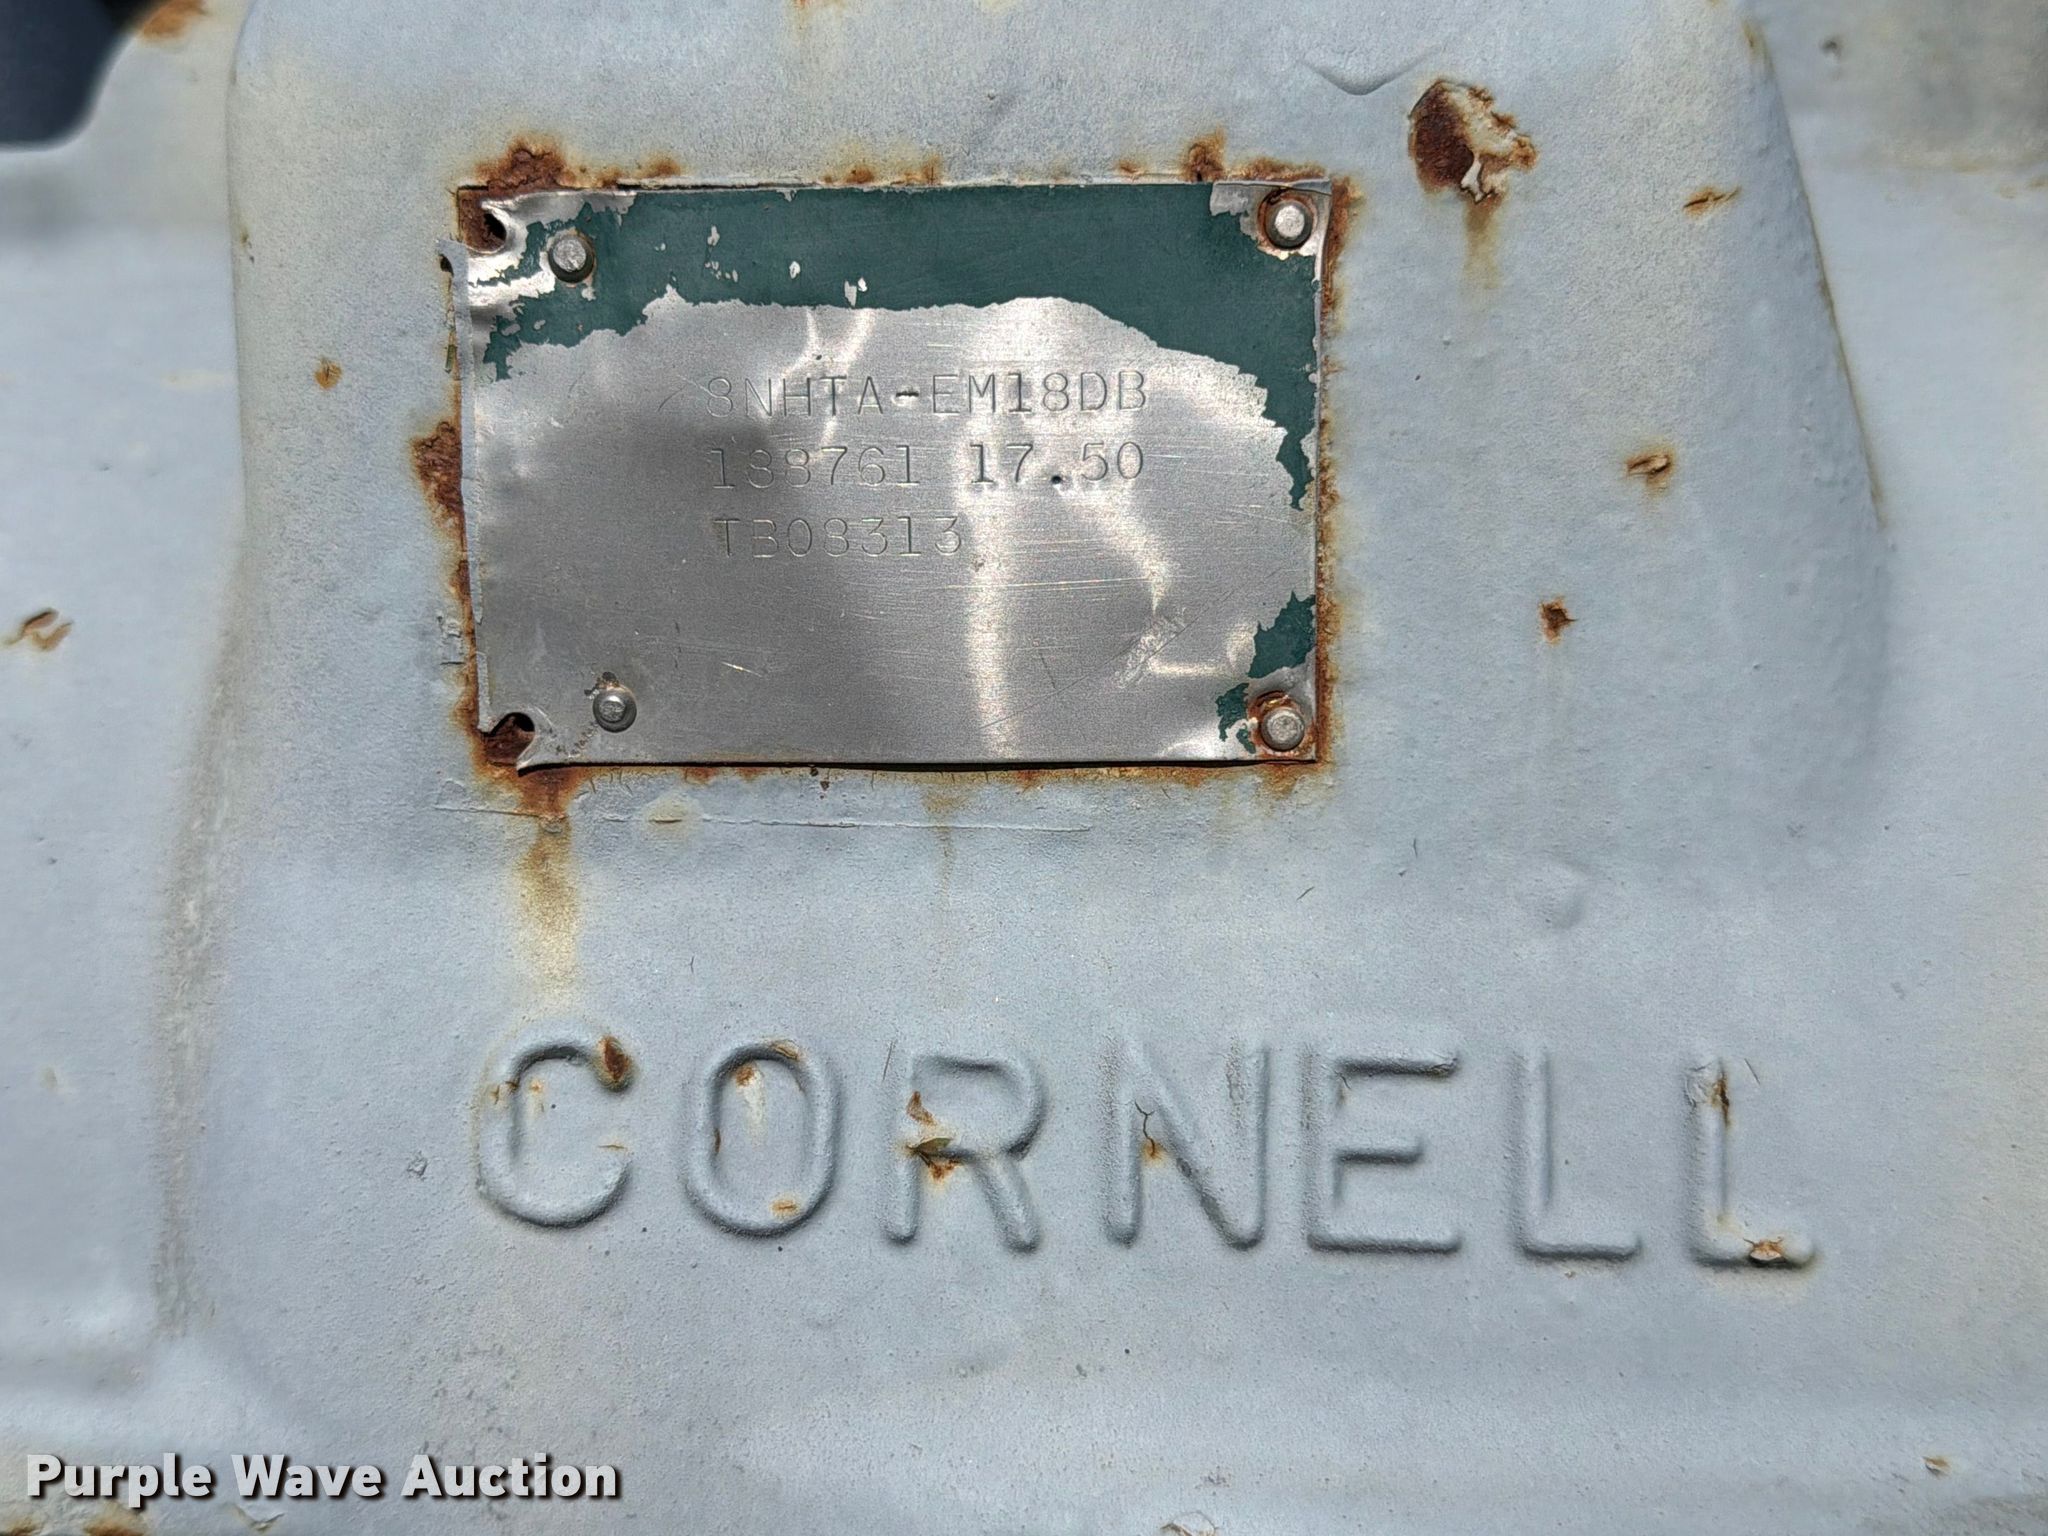 8NHTA-EM18DB
188761 17.50
TB08313
CORNELL
Purple Wave Auction